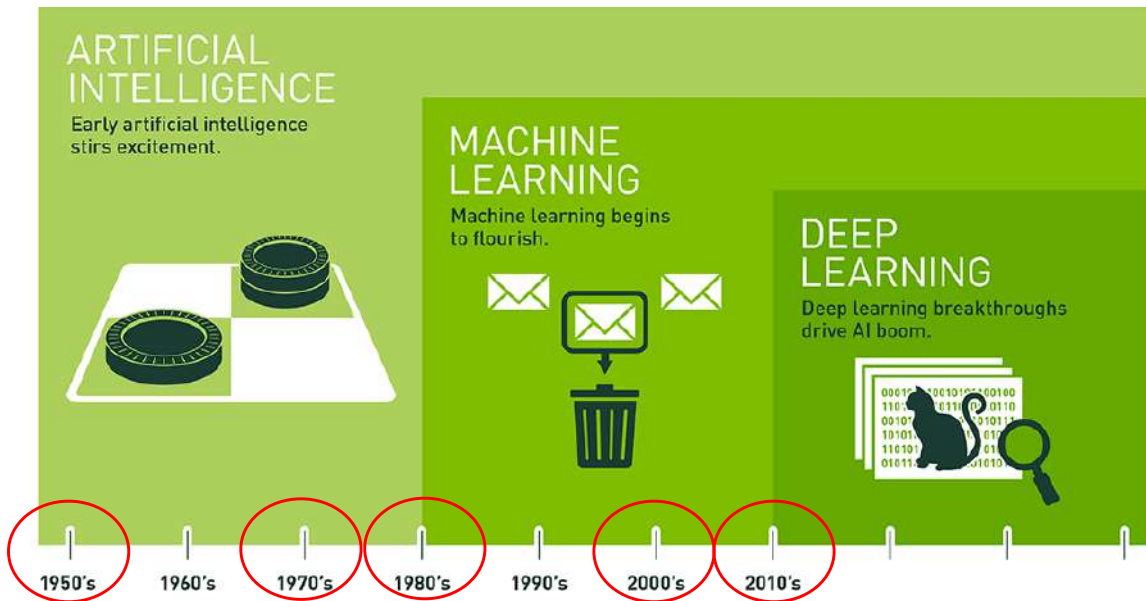 ARTIFICIAL
INTELLIGENCE
Early artificial intelligence
stirs excitement.
MACHINE
LEARNING
Machine learning begins
to flourish.
DEEP
LEARNING
Deep learning breakthroughs
drive AI boom.
1950's
1960's
1970's
1980's
1990's
2000's
2010's